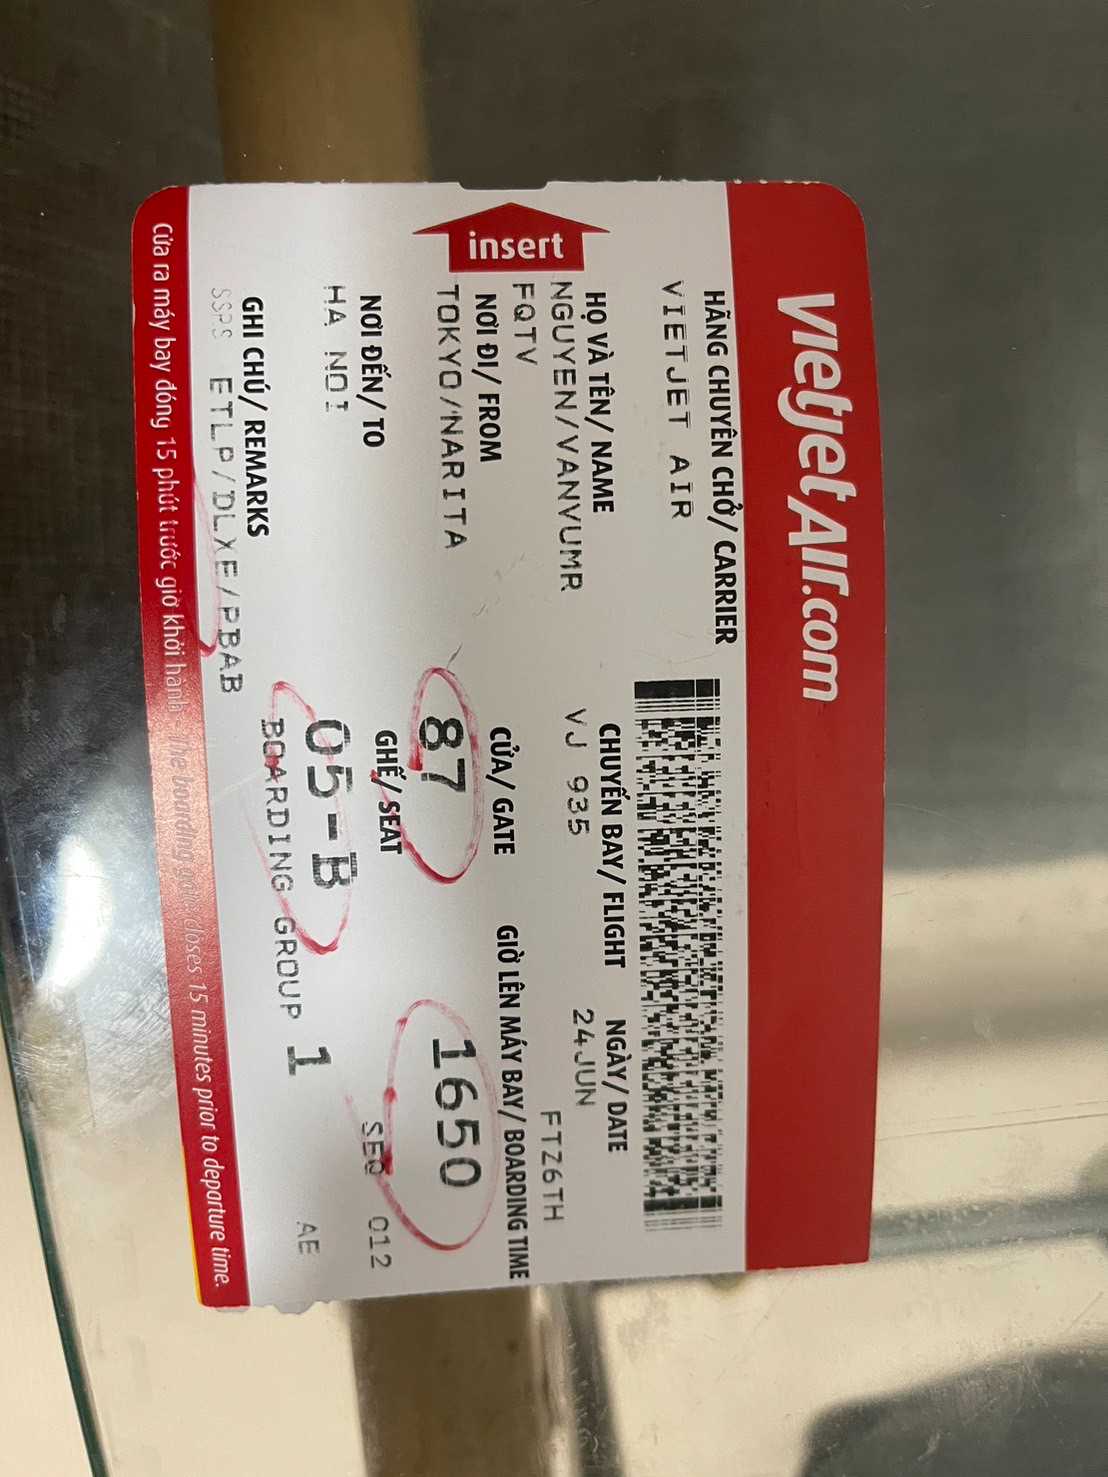 vietjetAir.com
HÃNG CHUYÊN CHỞ/ CARRIER
VIETJET AIR
insert
HỌ VÀ TÊN/ NAME
NGUYEN/VANVUMR
FQTV
CHUYẾN BAY/ FLIGHT
VJ 935
NGÀY/ DATE
24JUN
FTZ6TH
NƠI ĐI/ FROM
TOKYO/NARITA
CỬA/ GATE
87
GIỜ LÊN MÁY BAY/ BOARDING TIME
1650
NƠI ĐẾN/ TO
HA NOI
GHẾ/ SEAT
05-B
SEQ 012
BOARDING GROUP 1
AE
GHI CHÚ/ REMARKS
SSRS ETLP/DLXE/PBAB
Cửa ra máy bay đóng 15 phút trước giờ khởi hành - The boarding gate closes 15 minutes prior to departure time.